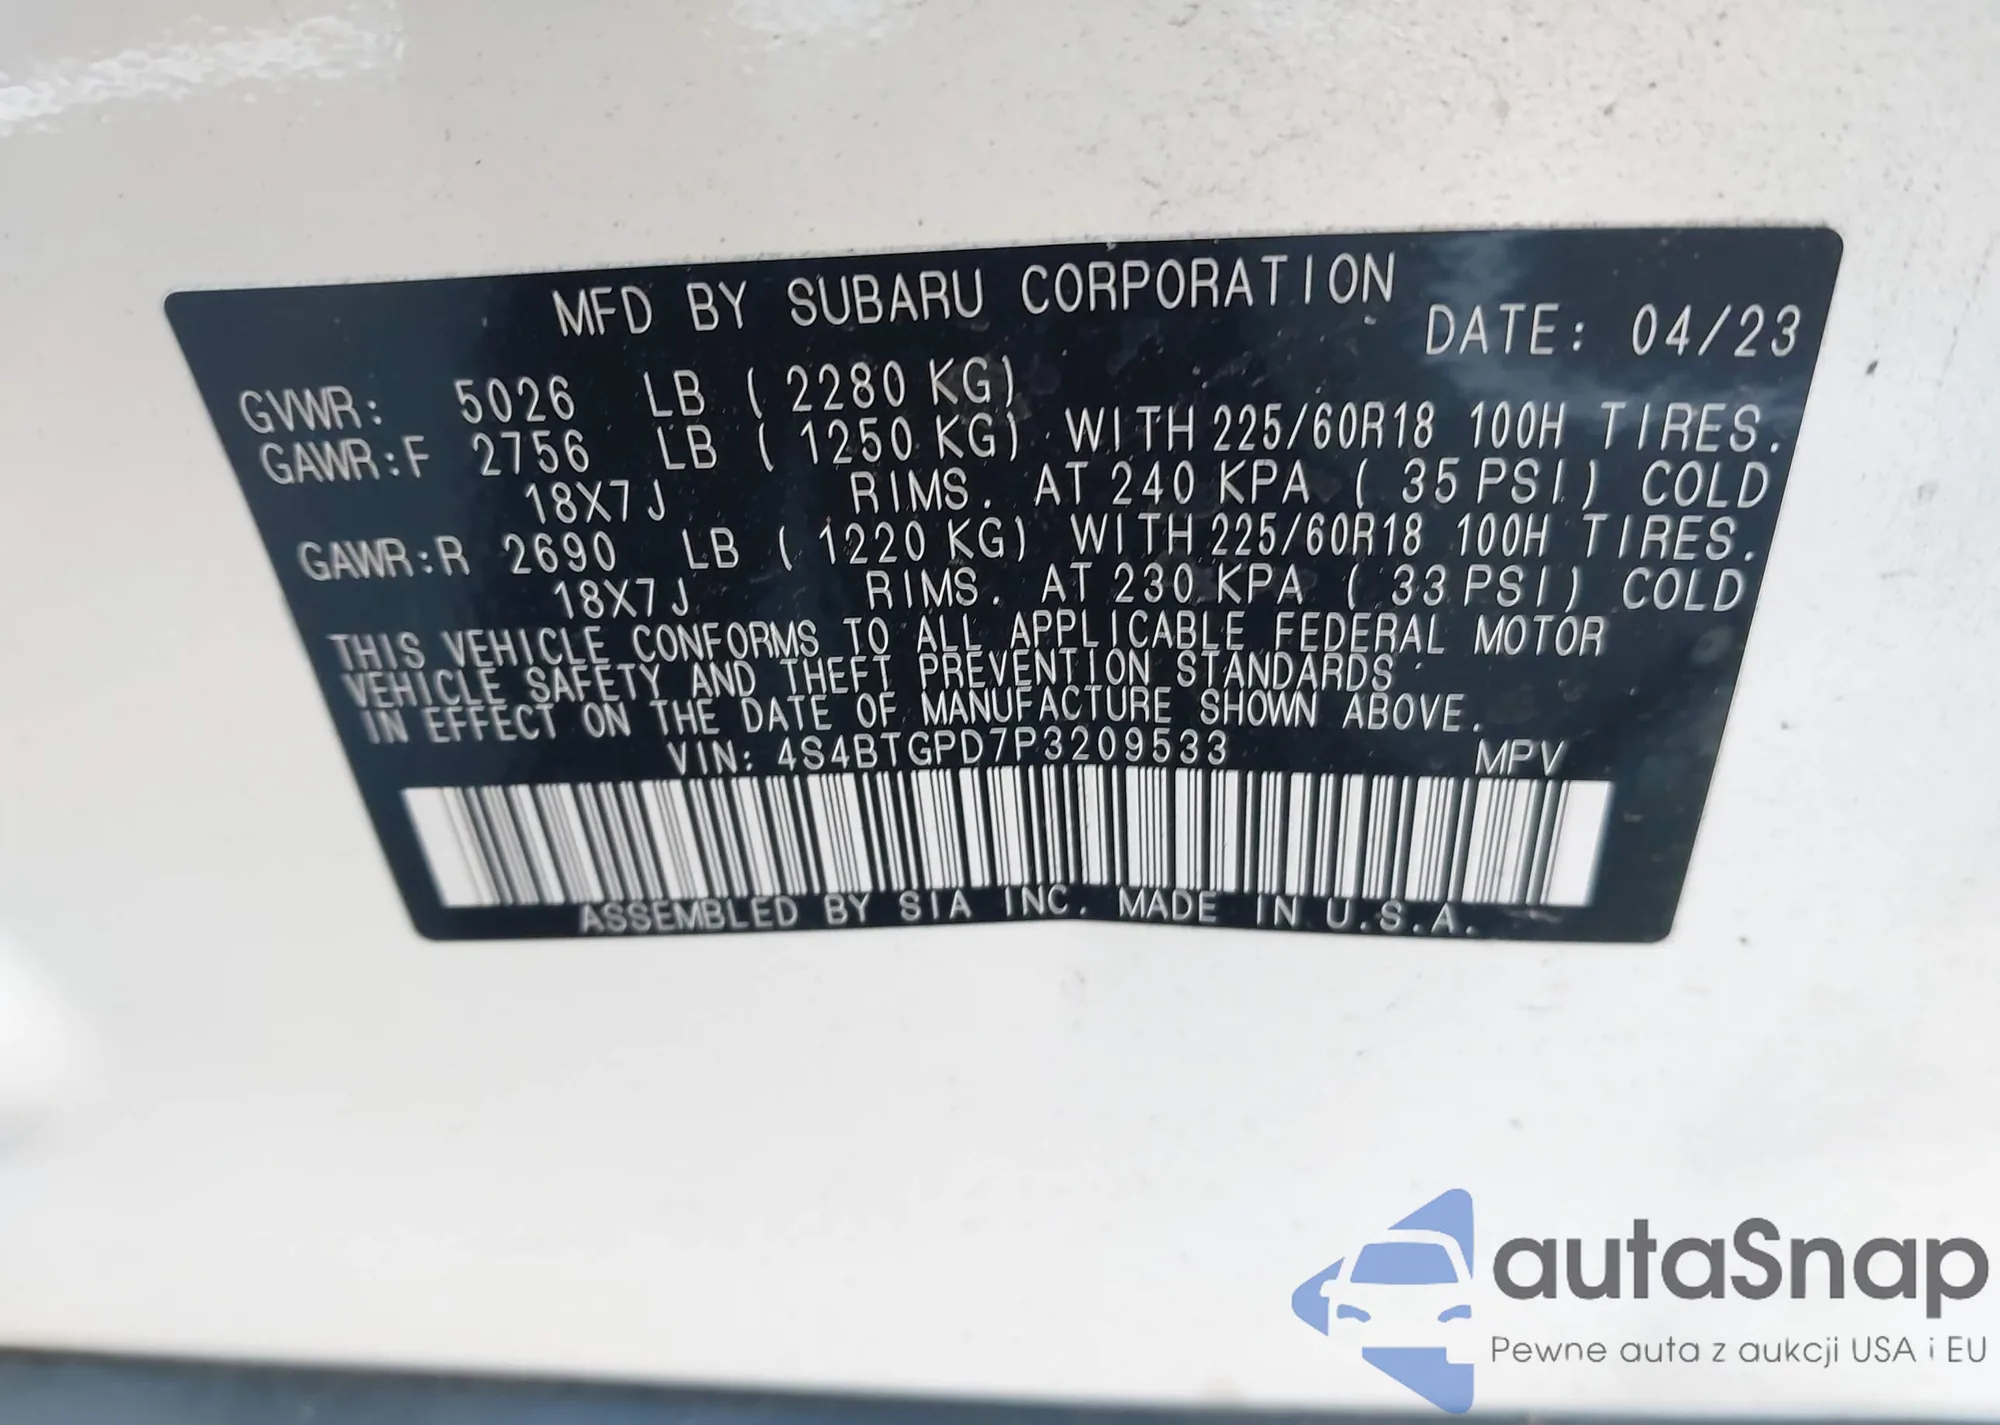 MFD BY SUBARU CORPORATION
DATE: 04/23
GVWR: 5026 LB ( 2280 KG)
GAWR:F 2756 LB ( 1250 KG) WITH 225/60R18 100H TIRES.
18X7J RIMS. AT 240 KPA ( 35 PSI) COLD
GAWR:R 2690 LB ( 1220 KG) WITH 225/60R18 100H TIRES.
18X7J RIMS. AT 230 KPA ( 33 PSI) COLD
THIS VEHICLE CONFORMS TO ALL APPLICABLE FEDERAL MOTOR
VEHICLE SAFETY AND THEFT PREVENTION STANDARDS
IN EFFECT ON THE DATE OF MANUFACTURE SHOWN ABOVE.
VIN: 4S4BTGPD7P3209533 MPV
ASSEMBLED BY SIA INC. MADE IN U.S.A.
autaSnap
Pewne auta z aukcji USA i EU